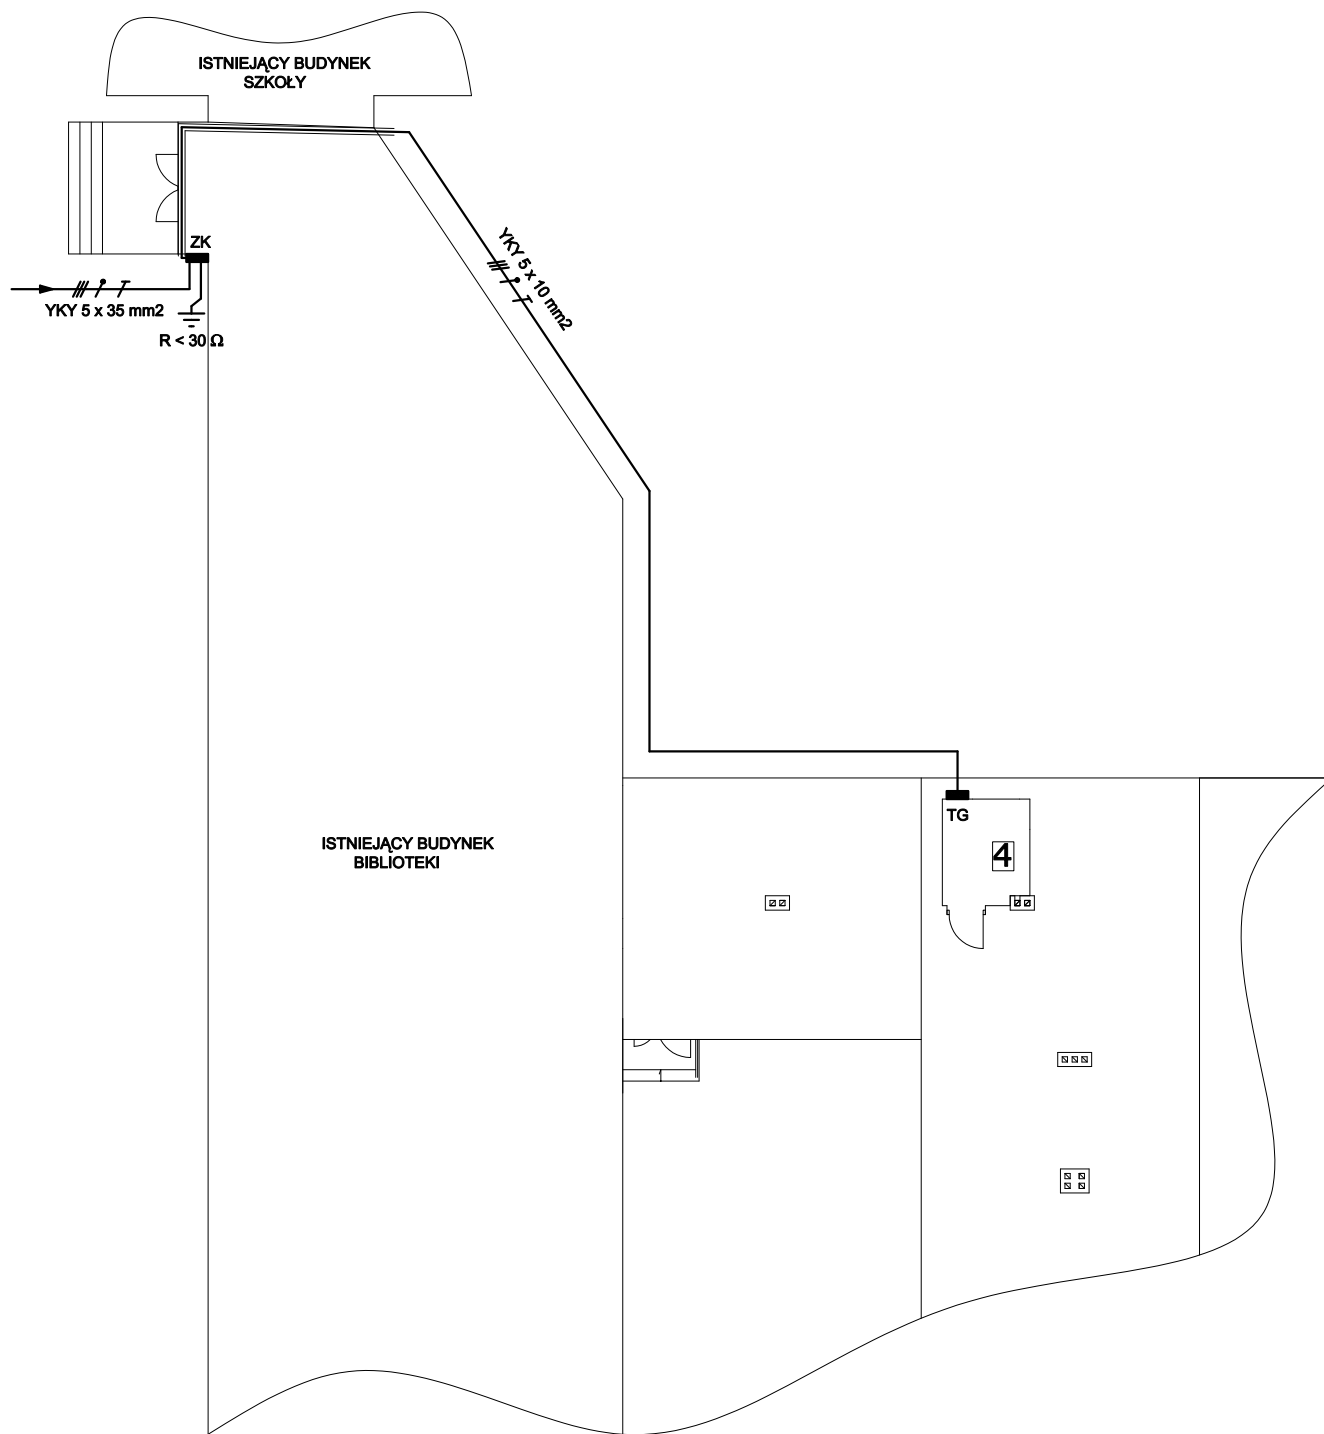 ISTNIEJĄCY BUDYNEK
SZKOŁY
ZK
YKY 5 x 35 mm2
R < 30 Ω
YKY 5 x 10 mm2
TG
4
ISTNIEJĄCY BUDYNEK
BIBLIOTEKI